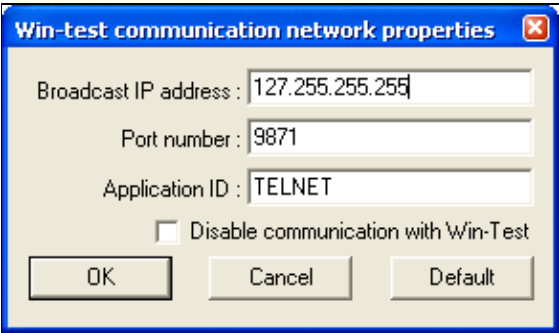 Win-test communication network properties
Broadcast IP address : 127.255.255.255
Port number : 9871
Application ID : TELNET
Disable communication with Win-Test
OK Cancel Default